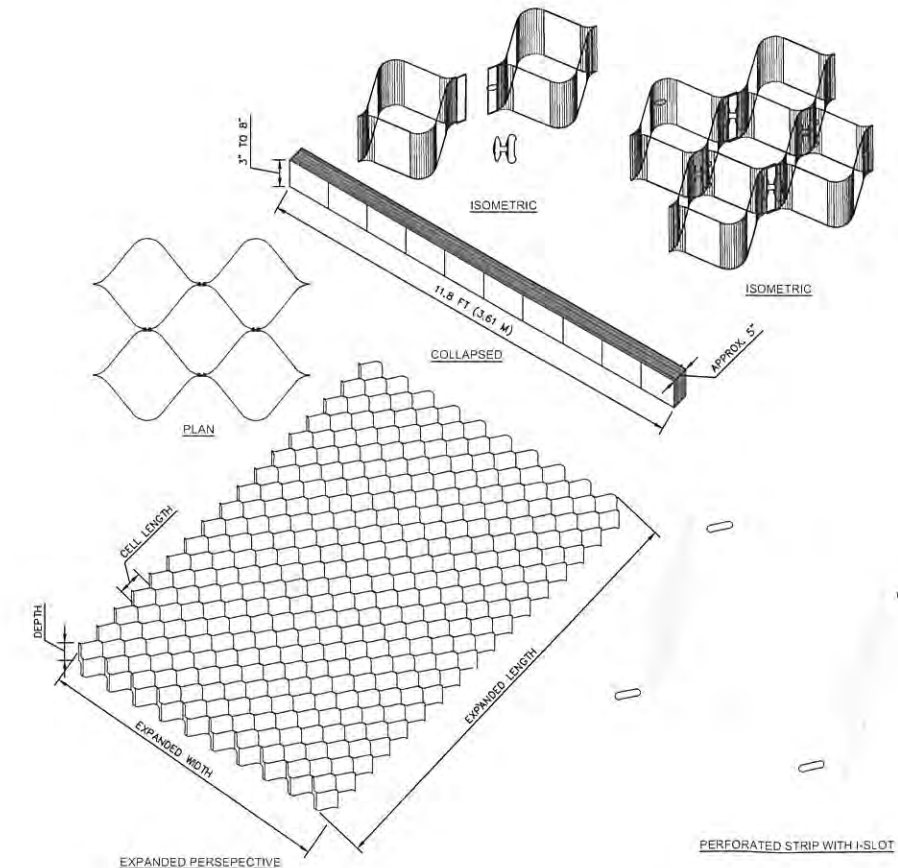 3" TO 8"
ISOMETRIC
ISOMETRIC
11.8 FT (3.61 M)
COLLAPSED
APPROX. 5"
PLAN
CELL LENGTH
DEPTH
EXPANDED WIDTH
EXPANDED LENGTH
EXPANDED PERSEPECTIVE
PERFORATED STRIP WITH I-SLOT